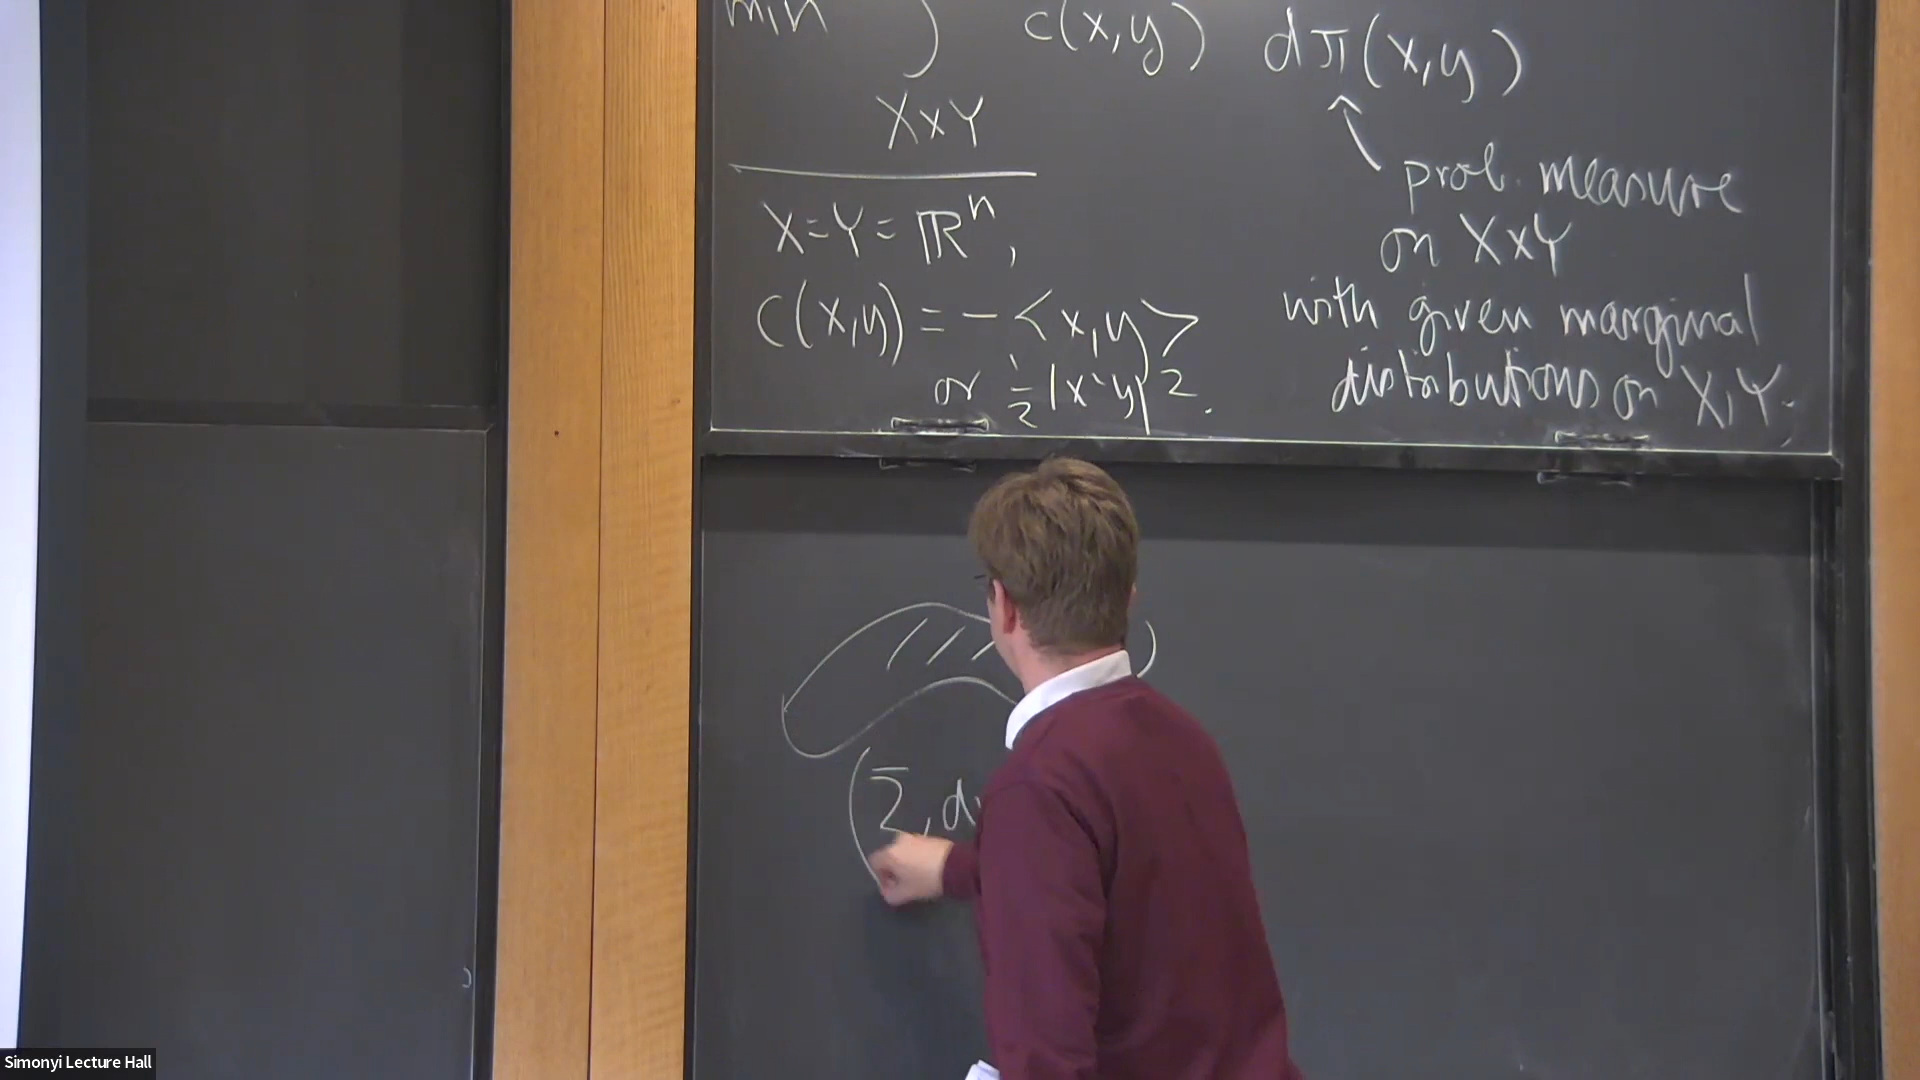 min ∫ c(x,y) dπ(x,y)
X×Y
↖ prob. measure
on X×Y
with given marginal
distributions on X,Y.
X=Y=ℝⁿ,
c(x,y) = -<x,y>
or ½|x-y|².
Simonyi Lecture Hall